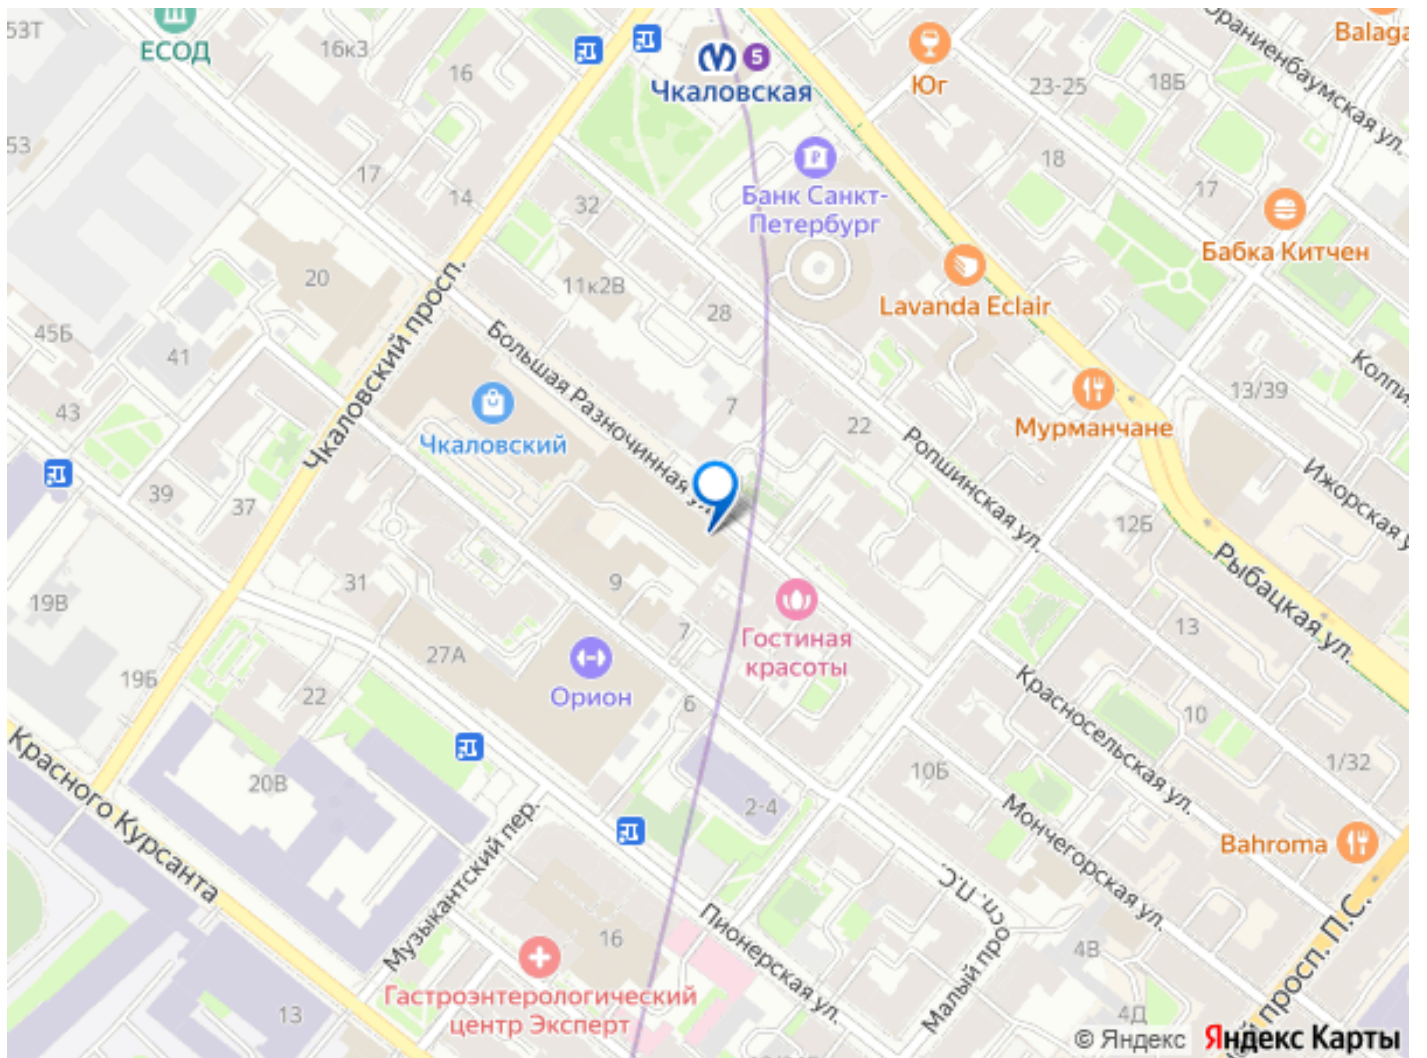 53Т
ЕСОД
16к3
16
5
Чкаловская
Юг
23-25
18Б
Ораниенбаумская ул.
53
17
14
32
Банк Санкт-
Петербург
18
17
Бабка Китчен
20
11к2В
28
Lavanda Eclair
45Б
41
Чкаловский просп.
Большая Разночинная ул.
7
22
Мурманчане
13/39
43
Чкаловский
39
37
Ропшинская ул.
12Б
Ижорская у
31
9
19В
7
Гостиная
красоты
Рыбацкая ул.
13
27А
Орион
19Б
22
6
Красносельская ул.
10
1/32
20В
10Б
2-4
Мончегорская ул.
Bahroma
Красного Курсанта
Музыкантский пер.
Пионерская ул.
Малый просп. П.С.
16
4В
Гастроэнтерологический
центр Эксперт
13
4Д
й просп. П.С.
© Яндекс Яндекс Карты